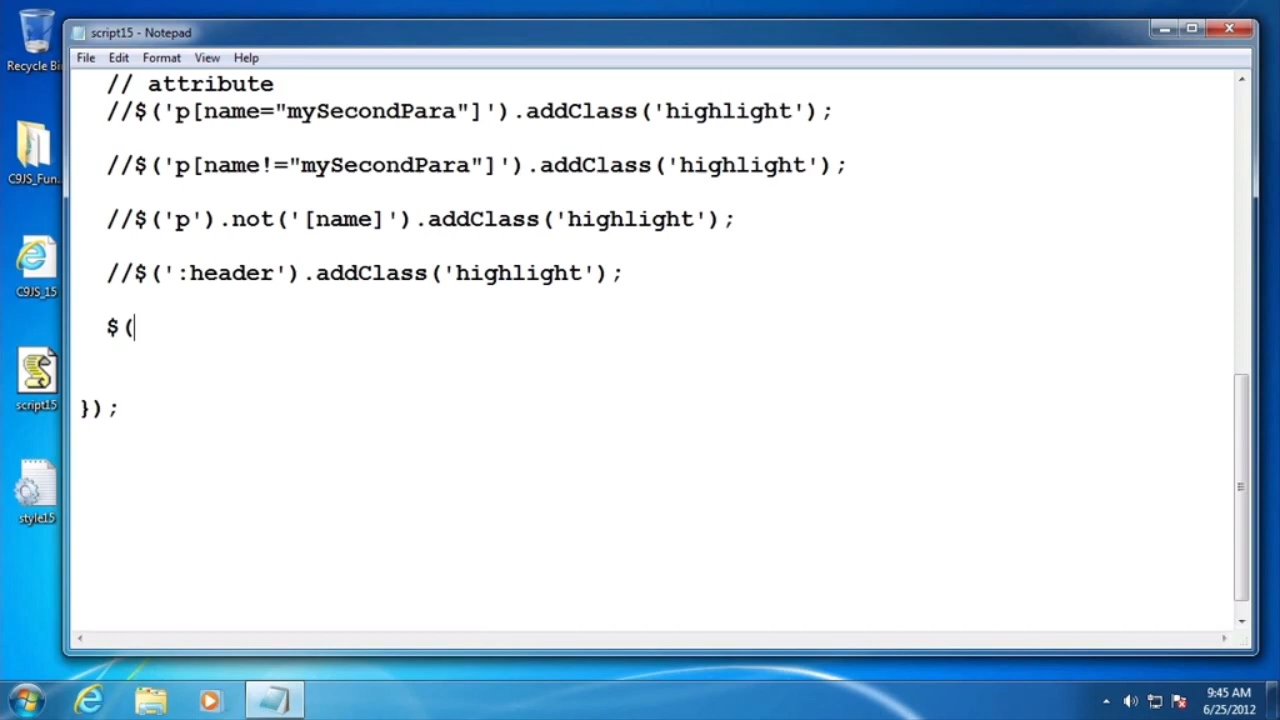 Recycle Bi
C9JS_Fun...
C9JS_15
script15
style15
script15 - Notepad
File Edit Format View Help
// attribute
//$('p[name="mySecondPara"]').addClass('highlight');
//$('p[name!="mySecondPara"]').addClass('highlight');
//$('p').not('[name]').addClass('highlight');
//$(':header').addClass('highlight');
$(
});
9:45 AM
6/25/2012